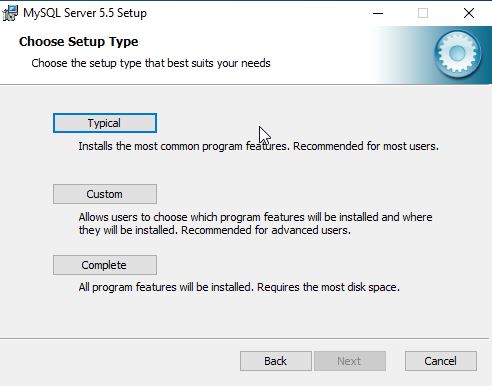 MySQL Server 5.5 Setup
Choose Setup Type
Choose the setup type that best suits your needs
Typical
Installs the most common program features. Recommended for most users.
Custom
Allows users to choose which program features will be installed and where
they will be installed. Recommended for advanced users.
Complete
All program features will be installed. Requires the most disk space.
Back
Next
Cancel